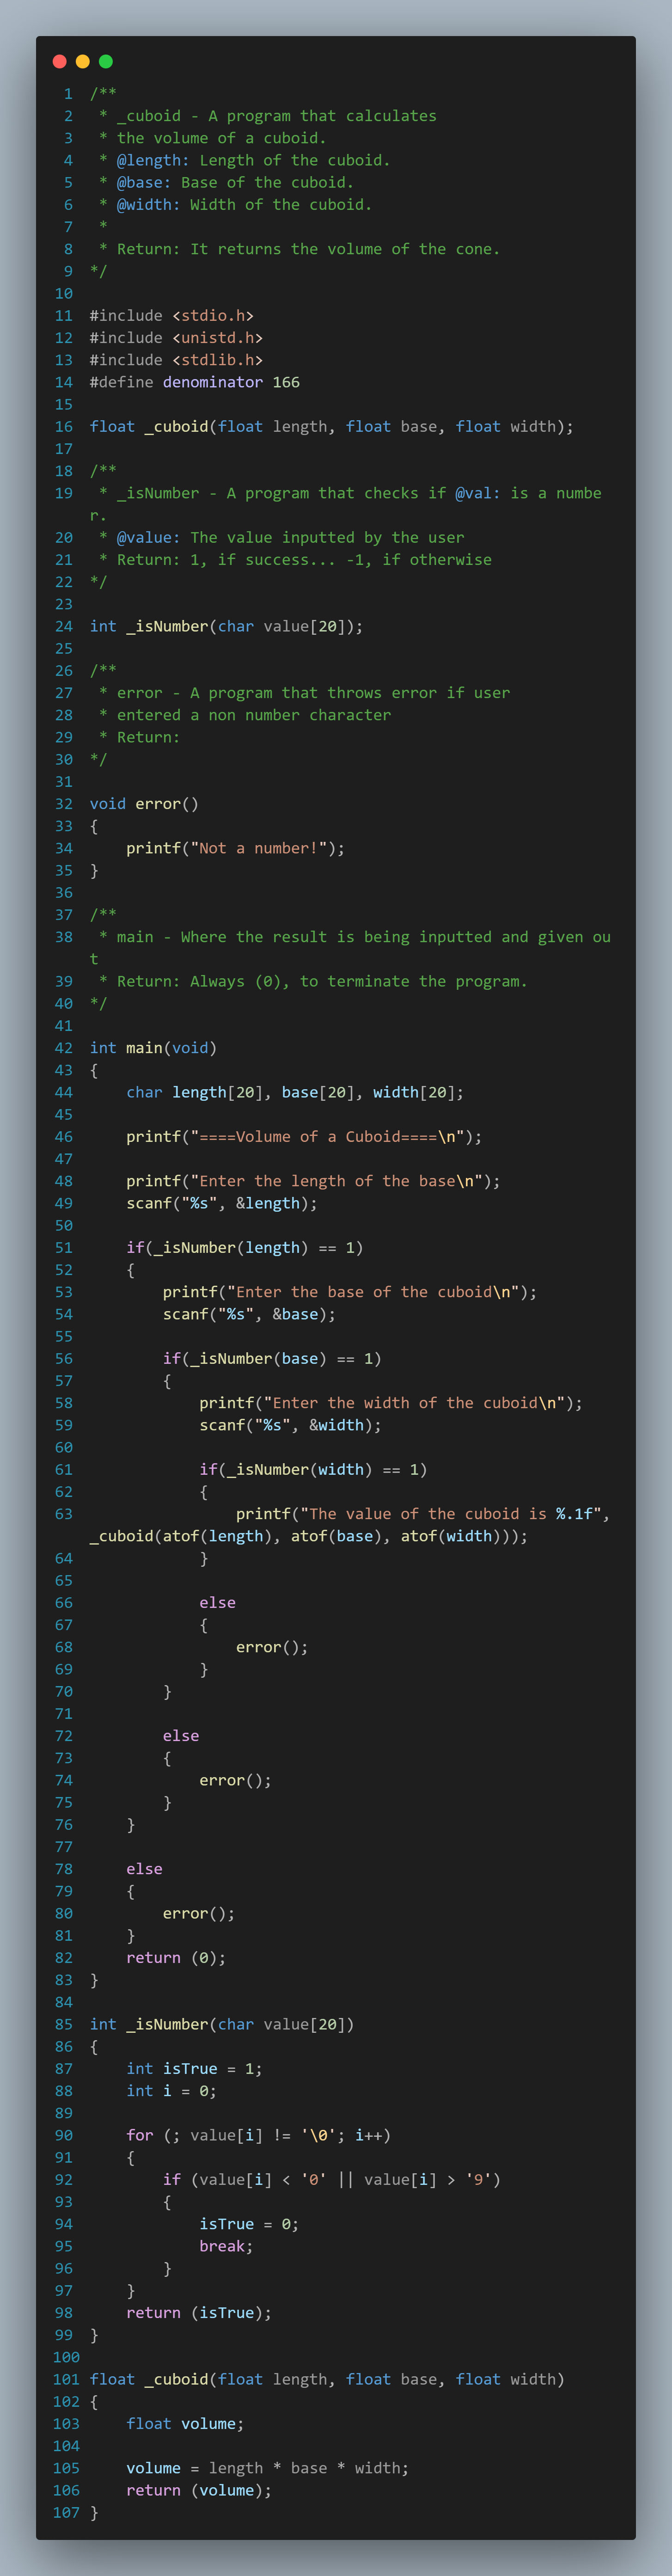 1 /**
2  * _cuboid - A program that calculates
3  * the volume of a cuboid.
4  * @length: Length of the cuboid.
5  * @base: Base of the cuboid.
6  * @width: Width of the cuboid.
7  *
8  * Return: It returns the volume of the cone.
9 */
10
11 #include <stdio.h>
12 #include <unistd.h>
13 #include <stdlib.h>
14 #define denominator 166
15
16 float _cuboid(float length, float base, float width);
17
18 /**
19  * _isNumber - A program that checks if @val: is a numbe
r.
20  * @value: The value inputted by the user
21  * Return: 1, if success... -1, if otherwise
22 */
23
24 int _isNumber(char value[20]);
25
26 /**
27  * error - A program that throws error if user
28  * entered a non number character
29  * Return:
30 */
31
32 void error()
33 {
34     printf("Not a number!");
35 }
36
37 /**
38  * main - Where the result is being inputted and given ou
t
39  * Return: Always (0), to terminate the program.
40 */
41
42 int main(void)
43 {
44     char length[20], base[20], width[20];
45
46     printf("====Volume of a Cuboid====\n");
47
48     printf("Enter the length of the base\n");
49     scanf("%s", &length);
50
51     if(_isNumber(length) == 1)
52     {
53         printf("Enter the base of the cuboid\n");
54         scanf("%s", &base);
55
56         if(_isNumber(base) == 1)
57         {
58             printf("Enter the width of the cuboid\n");
59             scanf("%s", &width);
60
61             if(_isNumber(width) == 1)
62             {
63                 printf("The value of the cuboid is %.1f",
_cuboid(atof(length), atof(base), atof(width)));
64             }
65
66             else
67             {
68                 error();
69             }
70         }
71
72         else
73         {
74             error();
75         }
76     }
77
78     else
79     {
80         error();
81     }
82     return (0);
83 }
84
85 int _isNumber(char value[20])
86 {
87     int isTrue = 1;
88     int i = 0;
89
90     for (; value[i] != '\0'; i++)
91     {
92         if (value[i] < '0' || value[i] > '9')
93         {
94             isTrue = 0;
95             break;
96         }
97     }
98     return (isTrue);
99 }
100
101 float _cuboid(float length, float base, float width)
102 {
103     float volume;
104
105     volume = length * base * width;
106     return (volume);
107 }